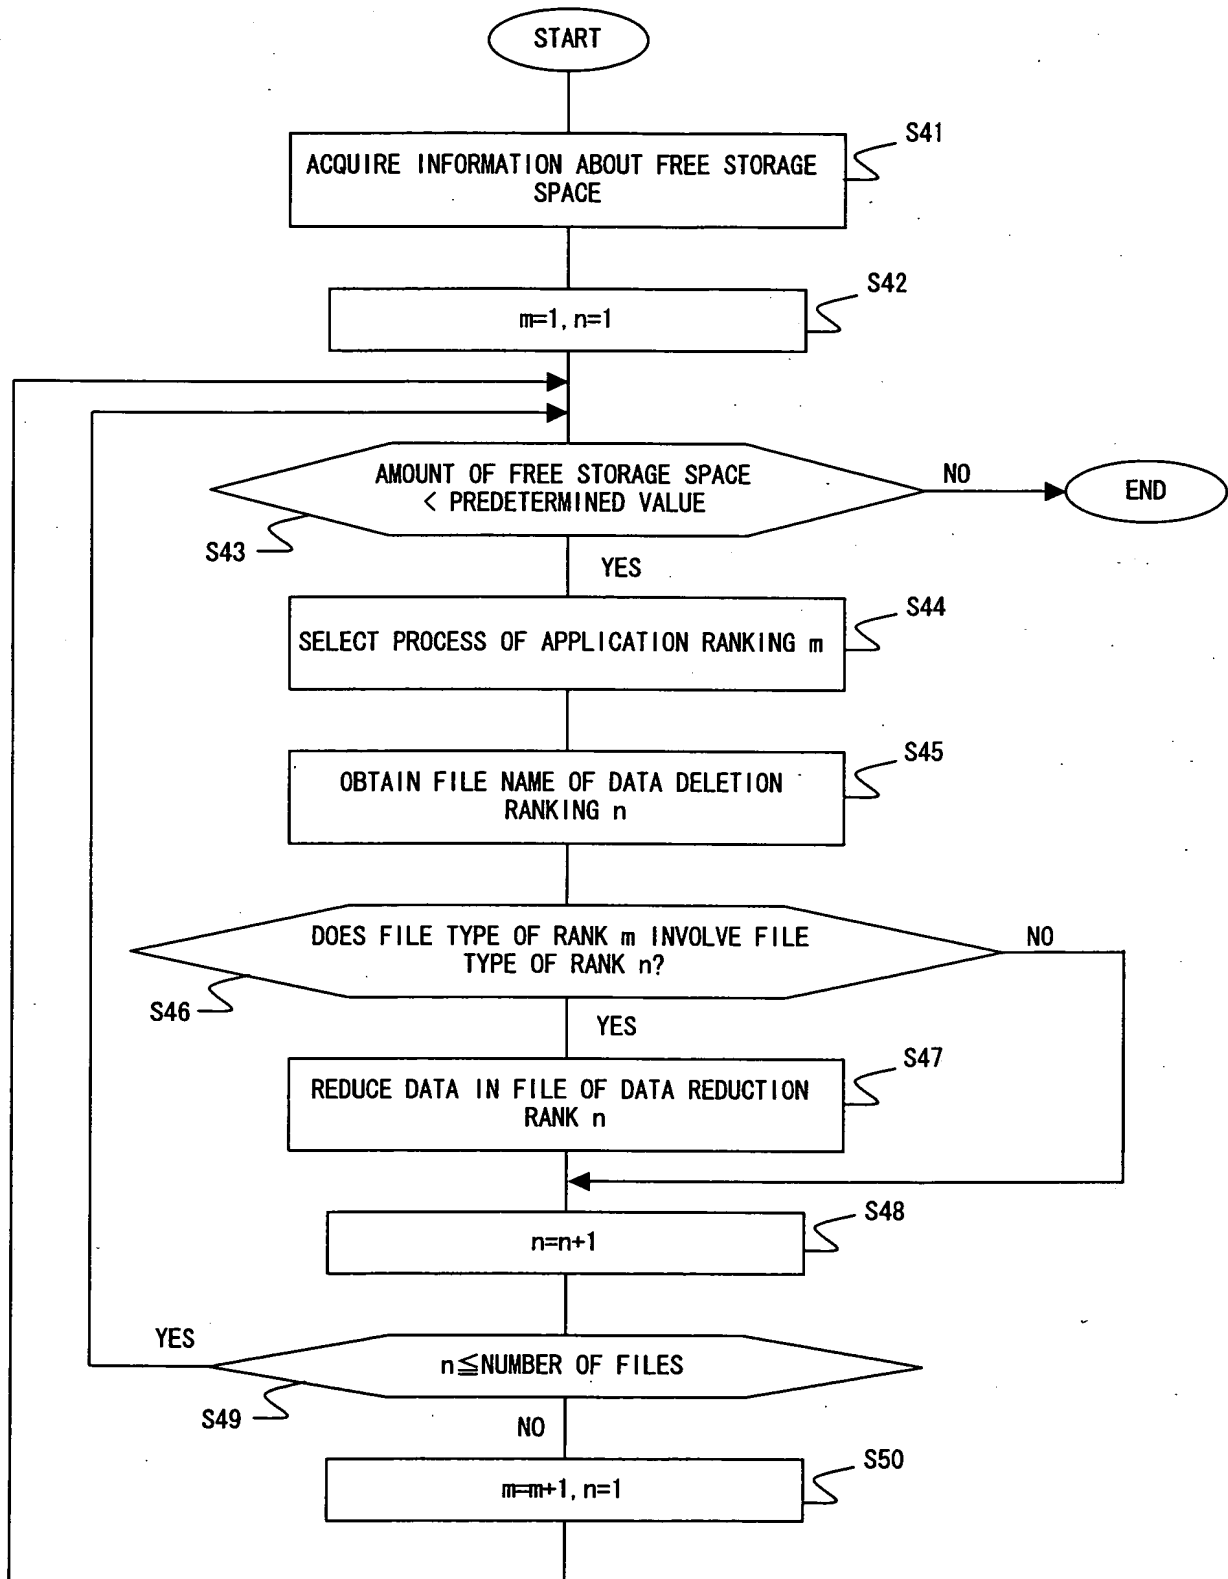 START
S41
ACQUIRE INFORMATION ABOUT FREE STORAGE
SPACE
S42
m=1, n=1
AMOUNT OF FREE STORAGE SPACE
< PREDETERMINED VALUE
NO
END
S43
YES
S44
SELECT PROCESS OF APPLICATION RANKING m
S45
OBTAIN FILE NAME OF DATA DELETION
RANKING n
DOES FILE TYPE OF RANK m INVOLVE FILE
TYPE OF RANK n?
NO
S46
YES
S47
REDUCE DATA IN FILE OF DATA REDUCTION
RANK n
S48
n=n+1
YES
n≦NUMBER OF FILES
S49
NO
S50
m=m+1, n=1